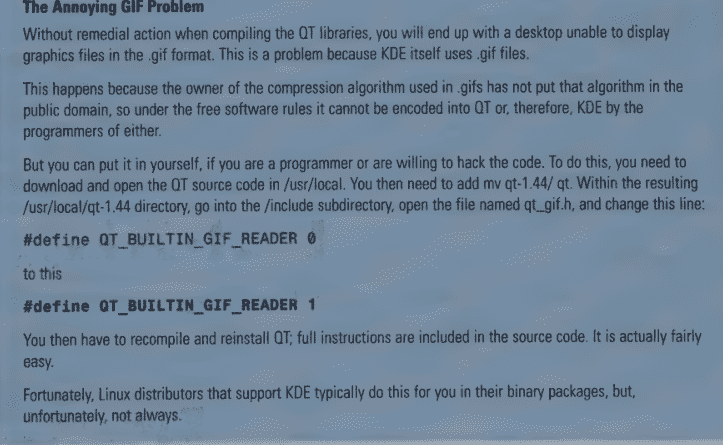 The Annoying GIF Problem
Without remedial action when compiling the QT libraries, you will end up with a desktop unable to display
graphics files in the .gif format. This is a problem because KDE itself uses .gif files.
This happens because the owner of the compression algorithm used in .gifs has not put that algorithm in the
public domain, so under the free software rules it cannot be encoded into QT or, therefore, KDE by the
programmers of either.
But you can put it in yourself, if you are a programmer or are willing to hack the code. To do this, you need to
download and open the QT source code in /usr/local. You then need to add mv qt-1.44/ qt. Within the resulting
/usr/local/qt-1.44 directory, go into the /include subdirectory, open the file named qt_gif.h, and change this line:
#define QT_BUILTIN_GIF_READER 0
to this
#define QT_BUILTIN_GIF_READER 1
You then have to recompile and reinstall QT; full instructions are included in the source code. It is actually fairly
easy.
Fortunately, Linux distributors that support KDE typically do this for you in their binary packages, but,
unfortunately, not always.